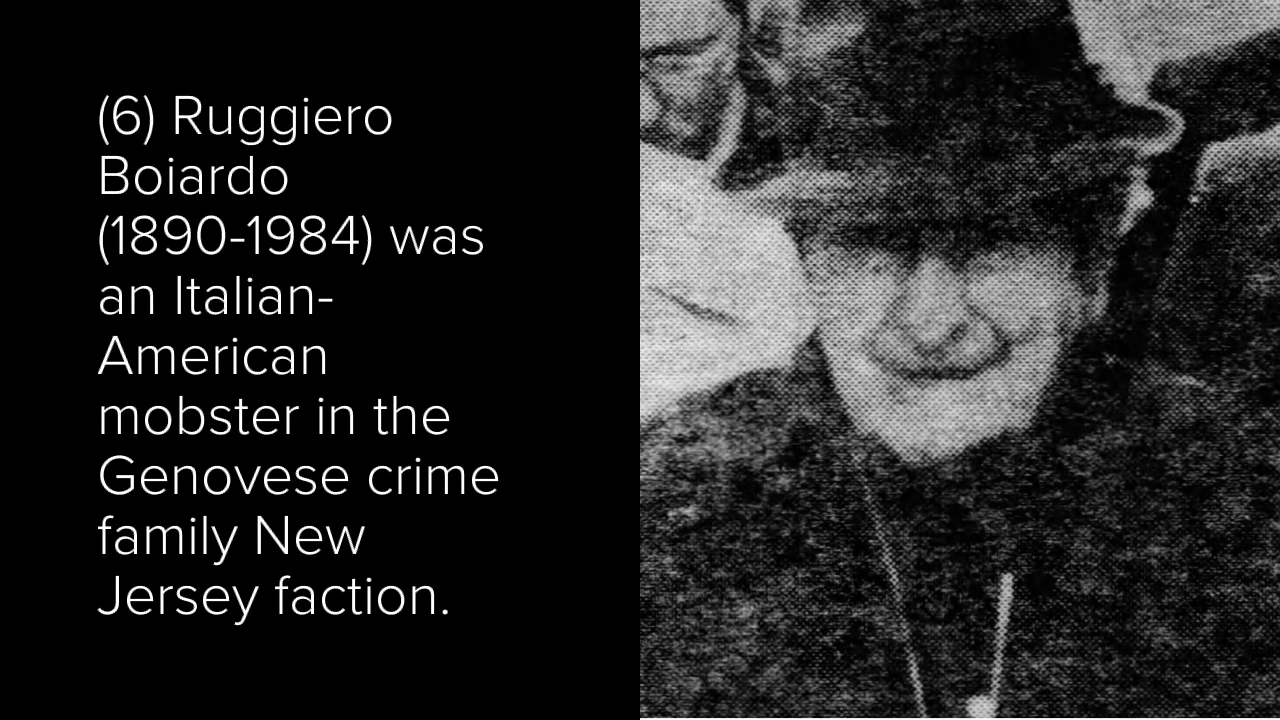 (6) Ruggiero
Boiardo
(1890-1984) was
an Italian-
American
mobster in the
Genovese crime
family New
Jersey faction.